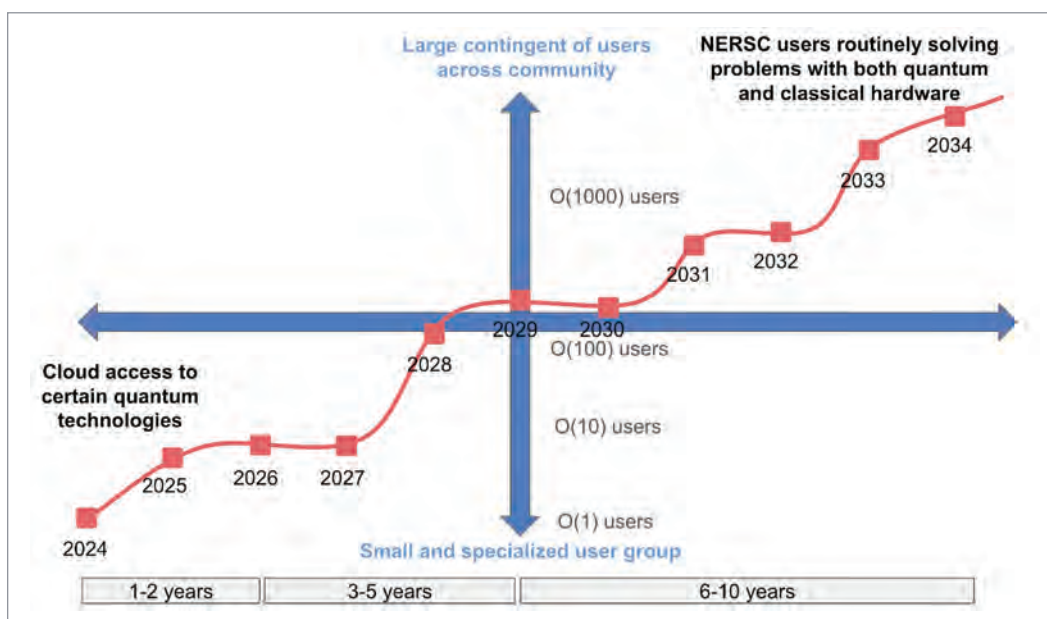 Large contingent of users
across community
NERSC users routinely solving
problems with both quantum
and classical hardware
2034
2033
O(1000) users
2031
2032
2029
2030
O(100) users
2028
Cloud access to
certain quantum
technologies
O(10) users
2025
2026
2027
O(1) users
2024
Small and specialized user group
1-2 years
3-5 years
6-10 years